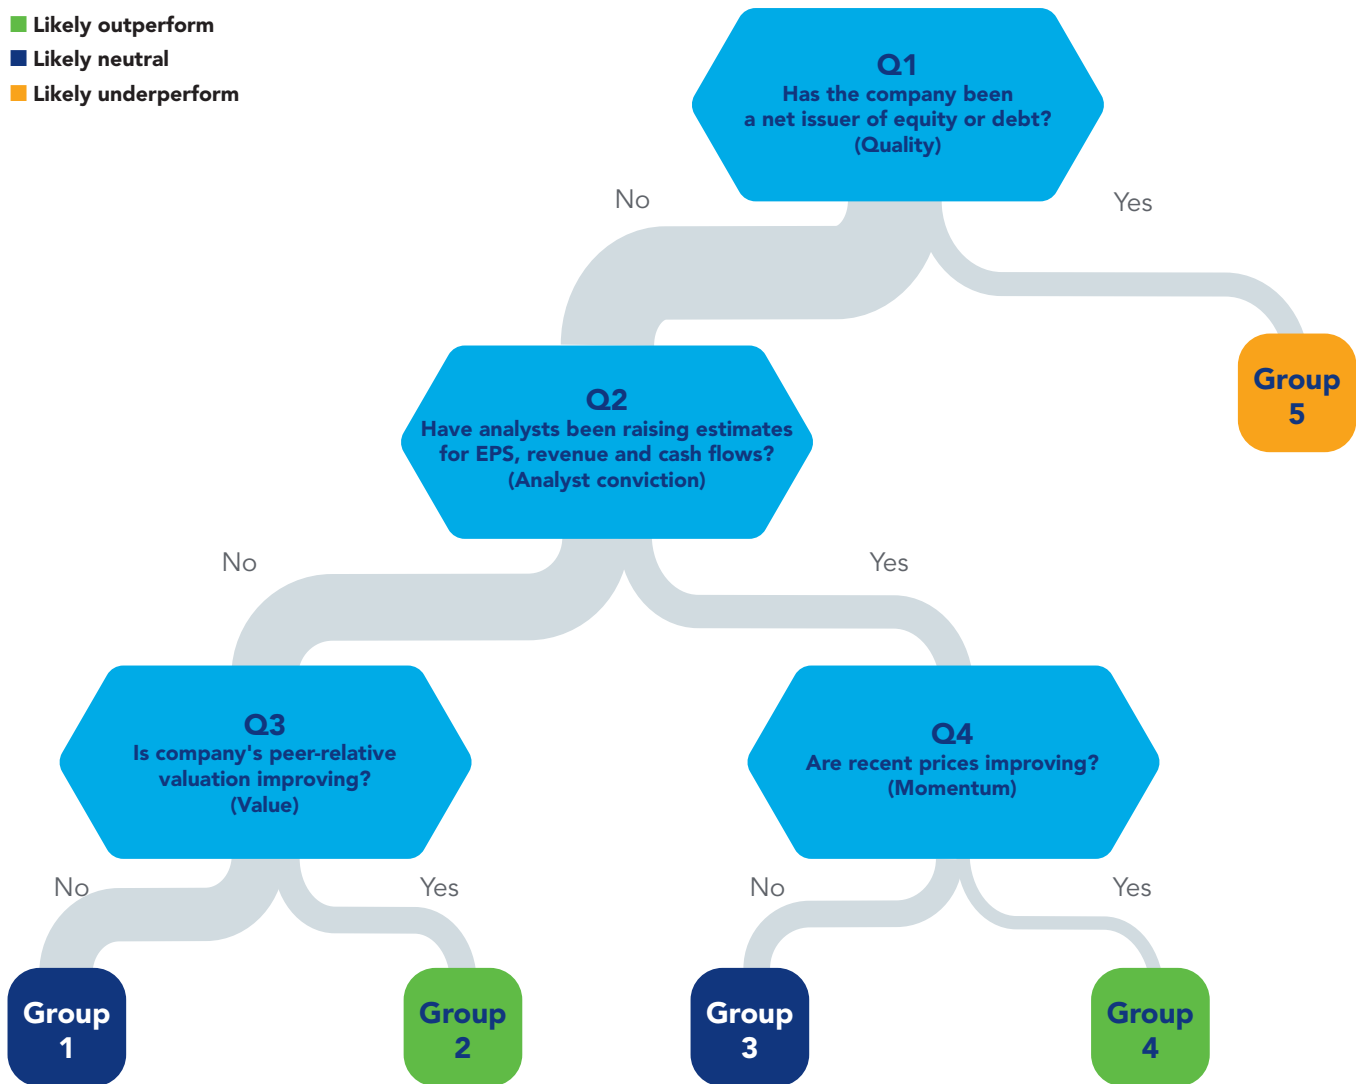 Likely outperform
Likely neutral
Likely underperform
Q1
Has the company been
a net issuer of equity or debt?
(Quality)
No
Yes
Group
5
Q2
Have analysts been raising estimates
for EPS, revenue and cash flows?
(Analyst conviction)
No
Yes
Q3
Is company's peer-relative
valuation improving?
(Value)
Q4
Are recent prices improving?
(Momentum)
No
Yes
No
Yes
Group
1
Group
2
Group
3
Group
4